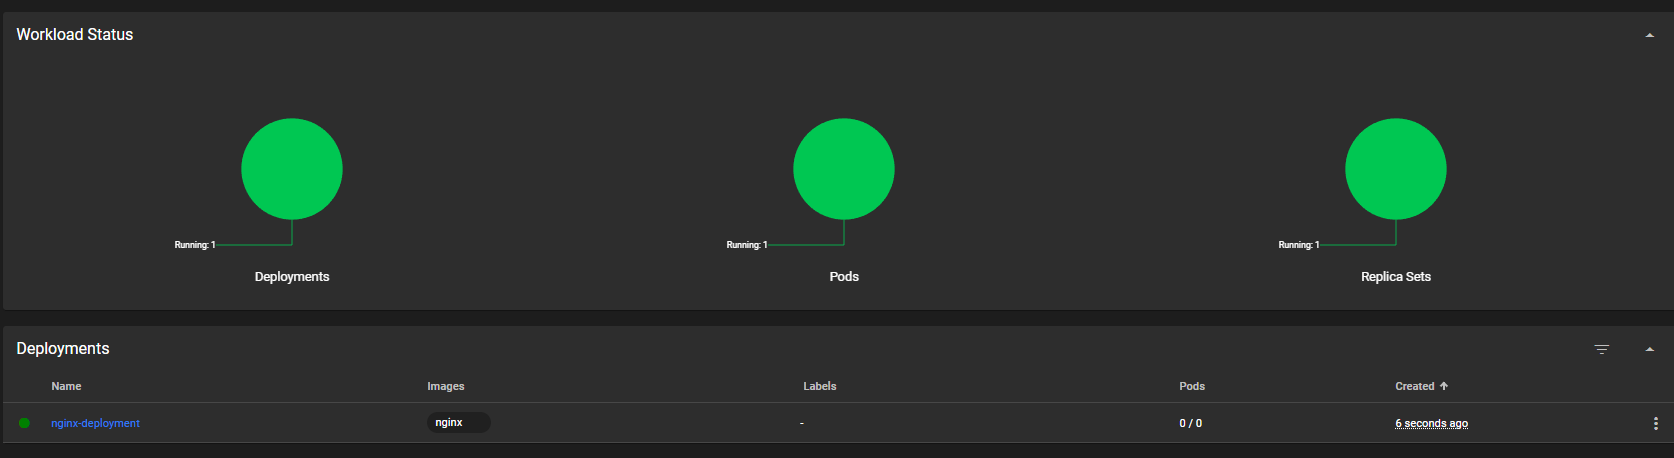 Workload Status
Running: 1 Running: 1 Running: 1
Deployments Pods Replica Sets
Deployments
Name Images Labels Pods Created
nginx-deployment nginx - 0 / 0 6 seconds ago